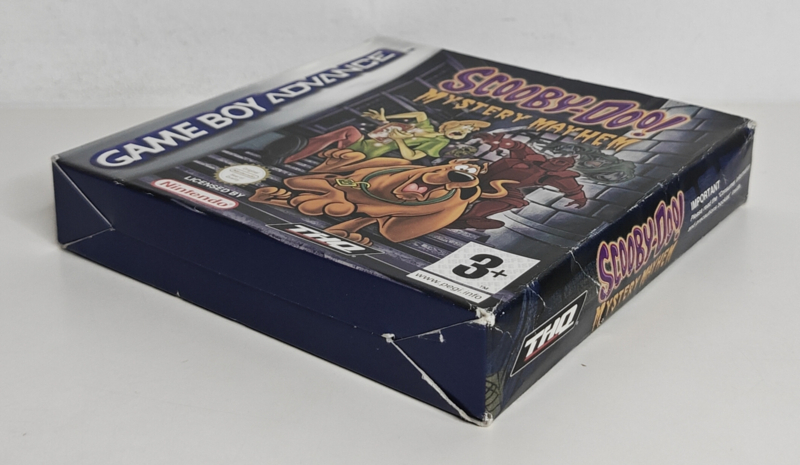 GAME BOY ADVANCE
SCOOBY-DOO!
MYSTERY MAYHEM
LICENSED BY
Nintendo
THQ
3+
www.pegi.info
TM
THQ
SCOOBY-DOO!
MYSTERY MAYHEM
IMPORTANT